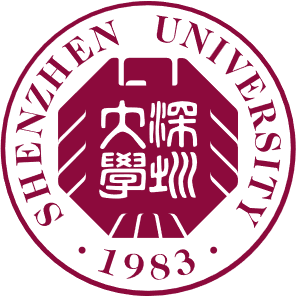 SHENZHEN UNIVERSITY
深圳
大學
· 1983 ·